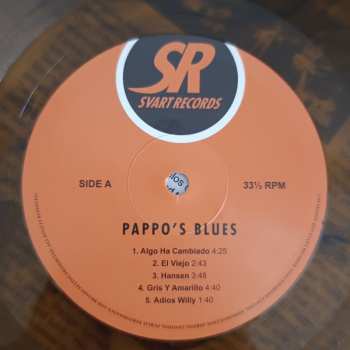 SR
SVART RECORDS
SIDE A
33⅓ RPM
PAPPO'S BLUES
1. Algo Ha Cambiado 4:25
2. El Viejo 2:43
3. Hansen 3:48
4. Gris Y Amarillo 4:40
5. Adios Willy 1:40